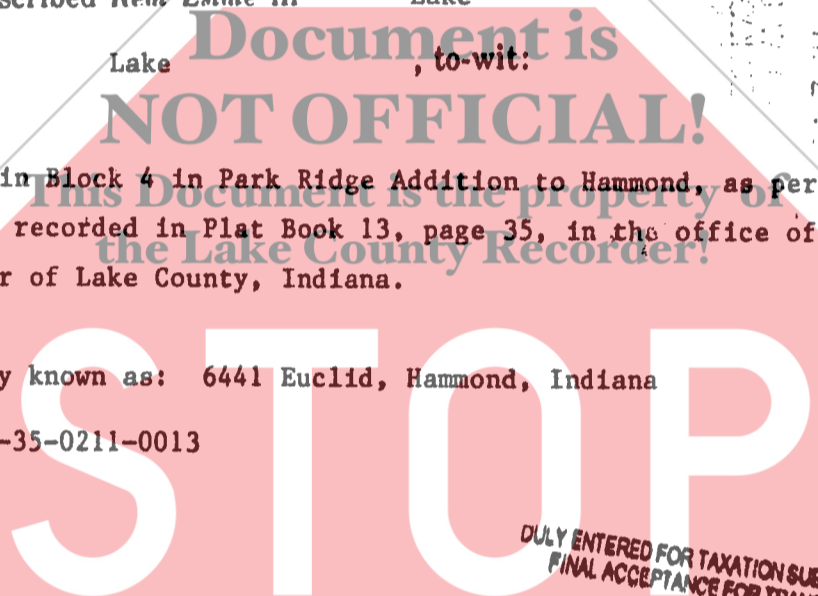 Lake
Document is
Lake , to-wit:
NOT OFFICIAL!
in Block 4 in Park Ridge Addition to Hammond, as per
This Document is the property of
recorded in Plat Book 13, page 35, in the office of
the Lake County Recorder!
r of Lake County, Indiana.
y known as: 6441 Euclid, Hammond, Indiana
-35-0211-0013
STOP
DULY ENTERED FOR TAXATION SUB
FINAL ACCEPTANCE FOR TRAN